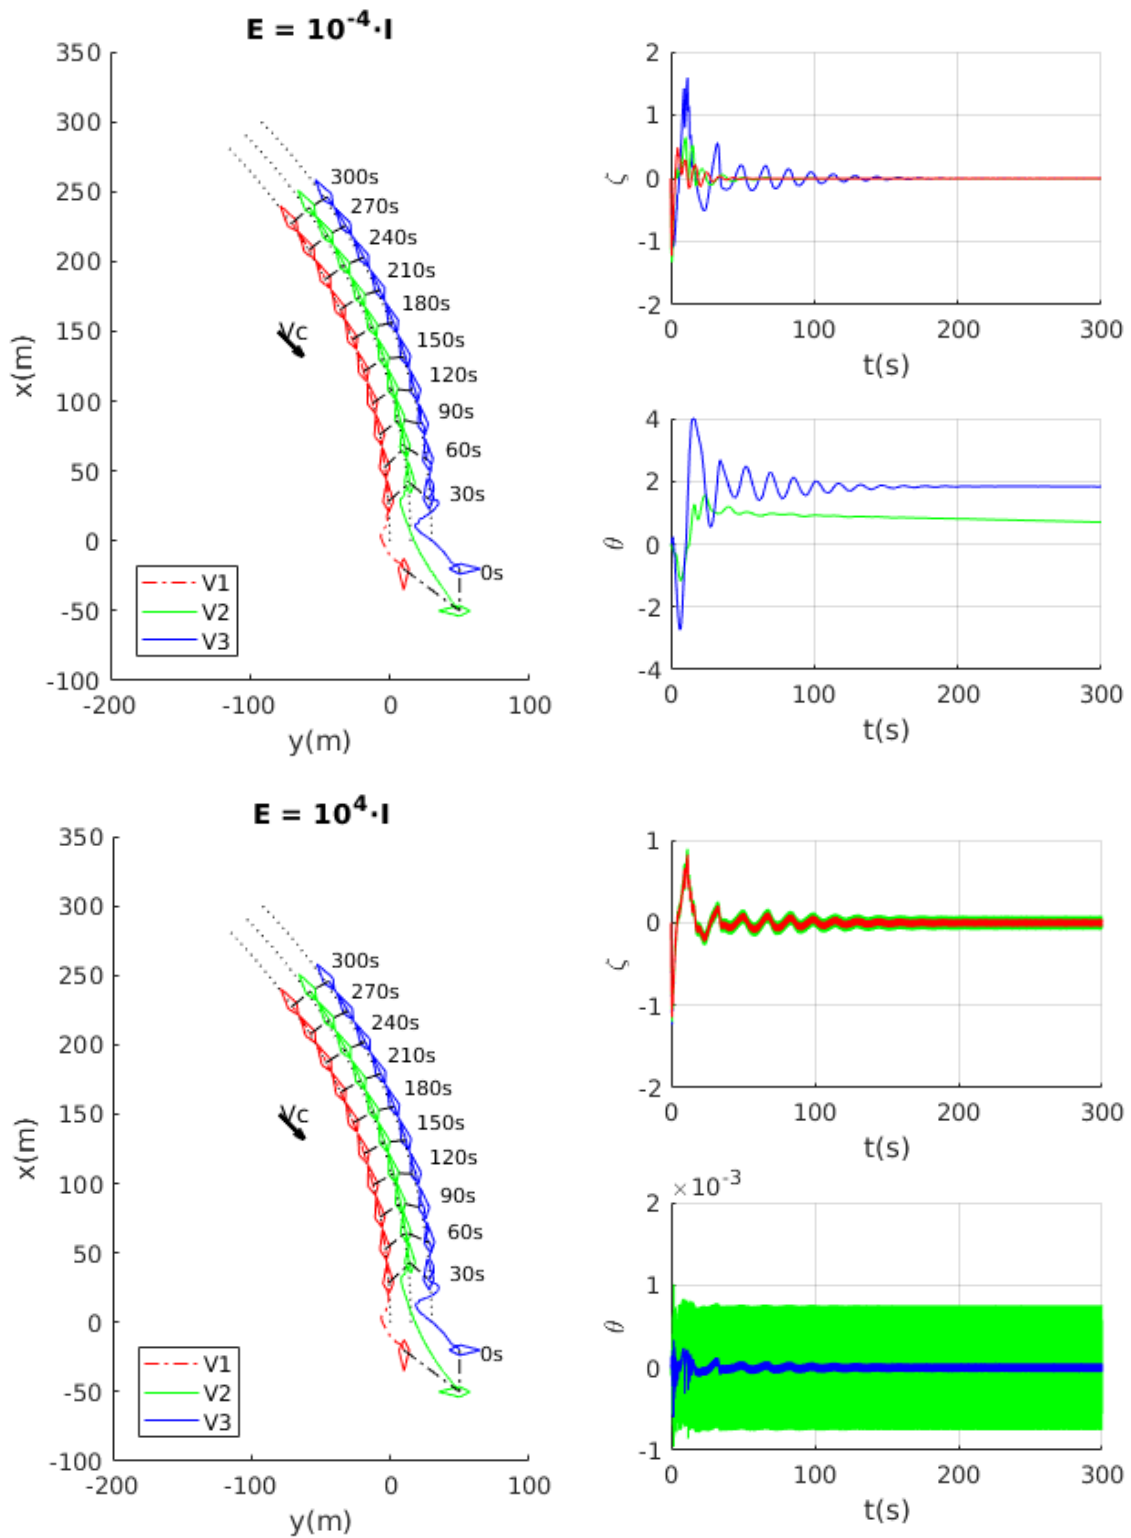 E = 10^-4·I
350
300
250
200
150
100
50
0
-50
-100
-200
-100
0
100
x(m)
y(m)
300s
270s
240s
210s
180s
150s
120s
90s
60s
30s
0s
Vc
V1
V2
V3
2
1
0
-1
-2
ζ
0
100
200
300
t(s)
4
2
0
-2
-4
θ
0
100
200
300
t(s)
E = 10^4·I
350
300
250
200
150
100
50
0
-50
-100
-200
-100
0
100
x(m)
y(m)
300s
270s
240s
210s
180s
150s
120s
90s
60s
30s
0s
Vc
V1
V2
V3
1
0
-1
-2
ζ
0
100
200
300
t(s)
×10^-3
2
1
0
-1
θ
0
100
200
300
t(s)